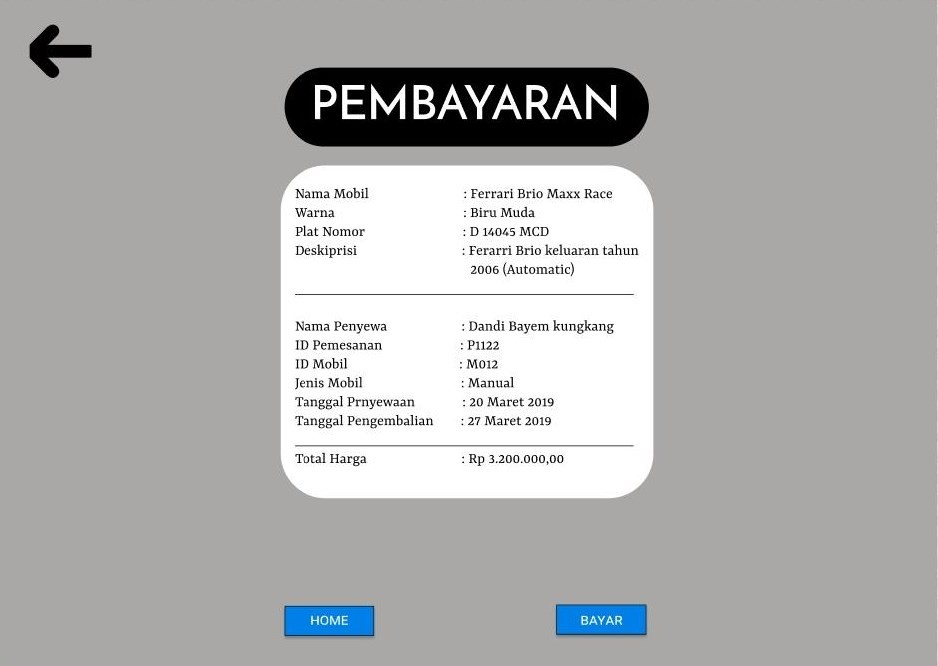 PEMBAYARAN
Nama Mobil : Ferrari Brio Maxx Race
Warna : Biru Muda
Plat Nomor : D 14045 MCD
Deskiprisi : Ferarri Brio keluaran tahun
2006 (Automatic)
Nama Penyewa : Dandi Bayem kungkang
ID Pemesanan : P1122
ID Mobil : M012
Jenis Mobil : Manual
Tanggal Prnyewaan : 20 Maret 2019
Tanggal Pengembalian : 27 Maret 2019
Total Harga : Rp 3.200.000,00
HOME BAYAR